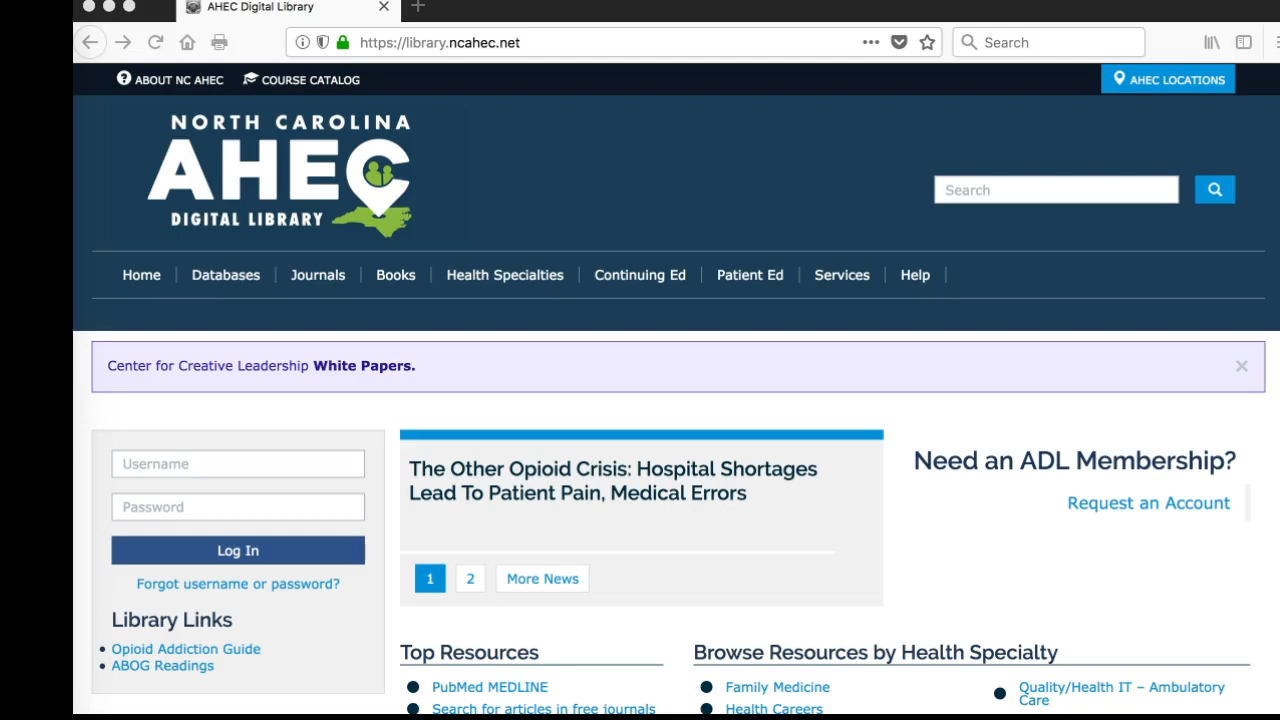 AHEC Digital Library
https://library.ncahec.net
Search
ABOUT NC AHEC
COURSE CATALOG
AHEC LOCATIONS
NORTH CAROLINA
AHEC
DIGITAL LIBRARY
Search
Home
Databases
Journals
Books
Health Specialties
Continuing Ed
Patient Ed
Services
Help
Center for Creative Leadership White Papers.
Username
Password
Log In
Forgot username or password?
Library Links
Opioid Addiction Guide
ABOG Readings
The Other Opioid Crisis: Hospital Shortages
Lead To Patient Pain, Medical Errors
1
2
More News
Need an ADL Membership?
Request an Account
Top Resources
PubMed MEDLINE
Search for articles in free journals
Browse Resources by Health Specialty
Family Medicine
Health Careers
Quality/Health IT – Ambulatory
Care